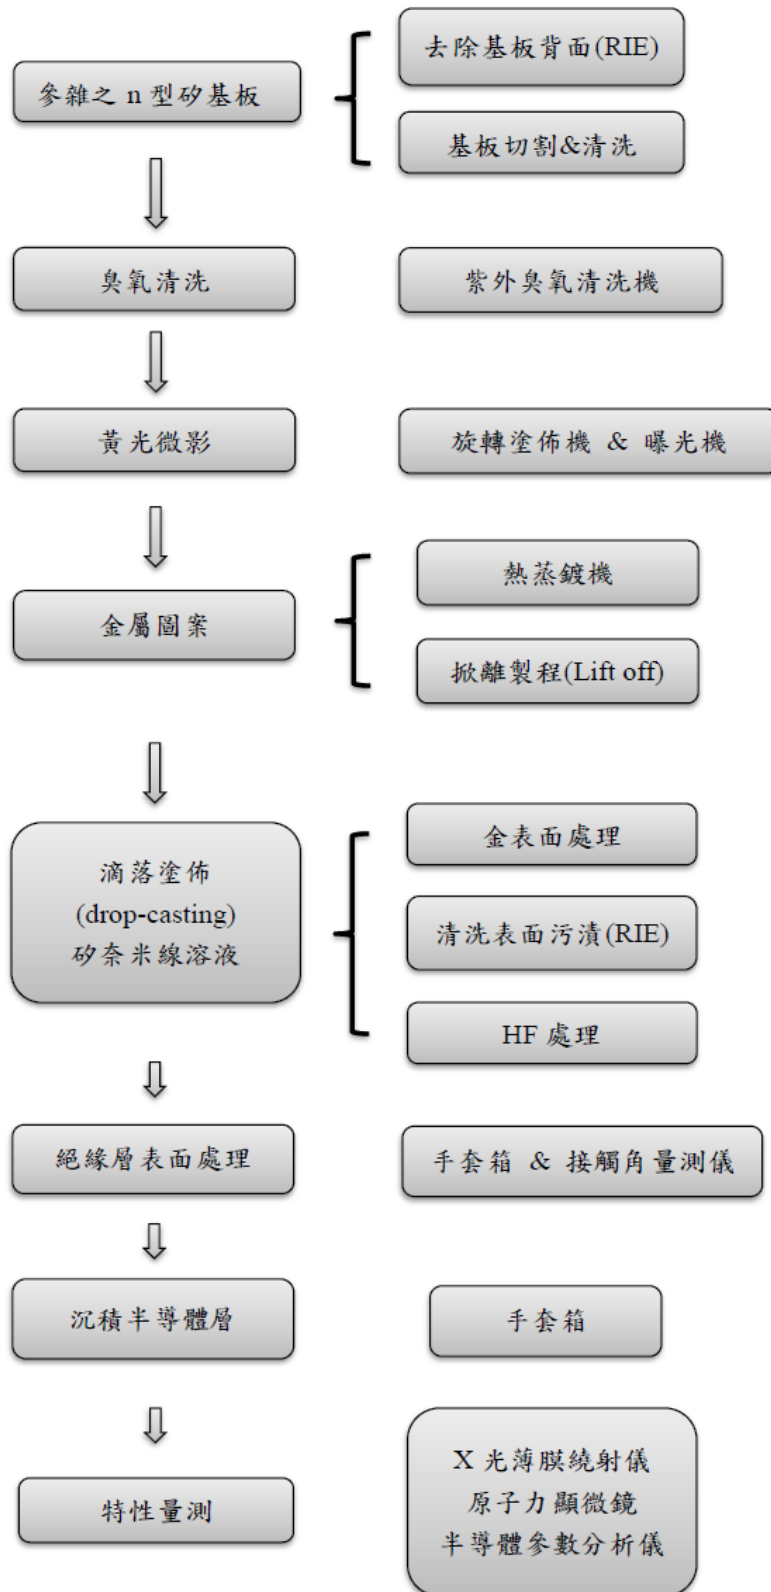 參雜之 n 型矽基板
去除基板背面(RIE)
基板切割&清洗
臭氧清洗
紫外臭氧清洗機
黃光微影
旋轉塗佈機 & 曝光機
金屬圖案
熱蒸鍍機
掀離製程(Lift off)
滴落塗佈
(drop-casting)
矽奈米線溶液
金表面處理
清洗表面污漬(RIE)
HF 處理
絕緣層表面處理
手套箱 & 接觸角量測儀
沉積半導體層
手套箱
特性量測
X 光薄膜繞射儀
原子力顯微鏡
半導體參數分析儀